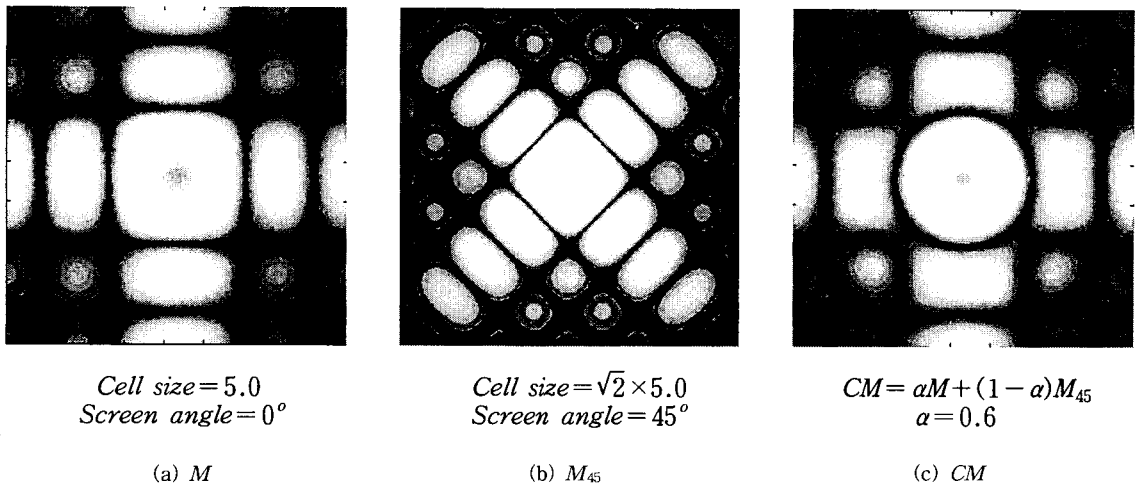 Cell size=5.0
Screen angle=0°
(a) M
Cell size=√2×5.0
Screen angle=45°
(b) M₄₅
CM=αM+(1−α)M₄₅
α=0.6
(c) CM